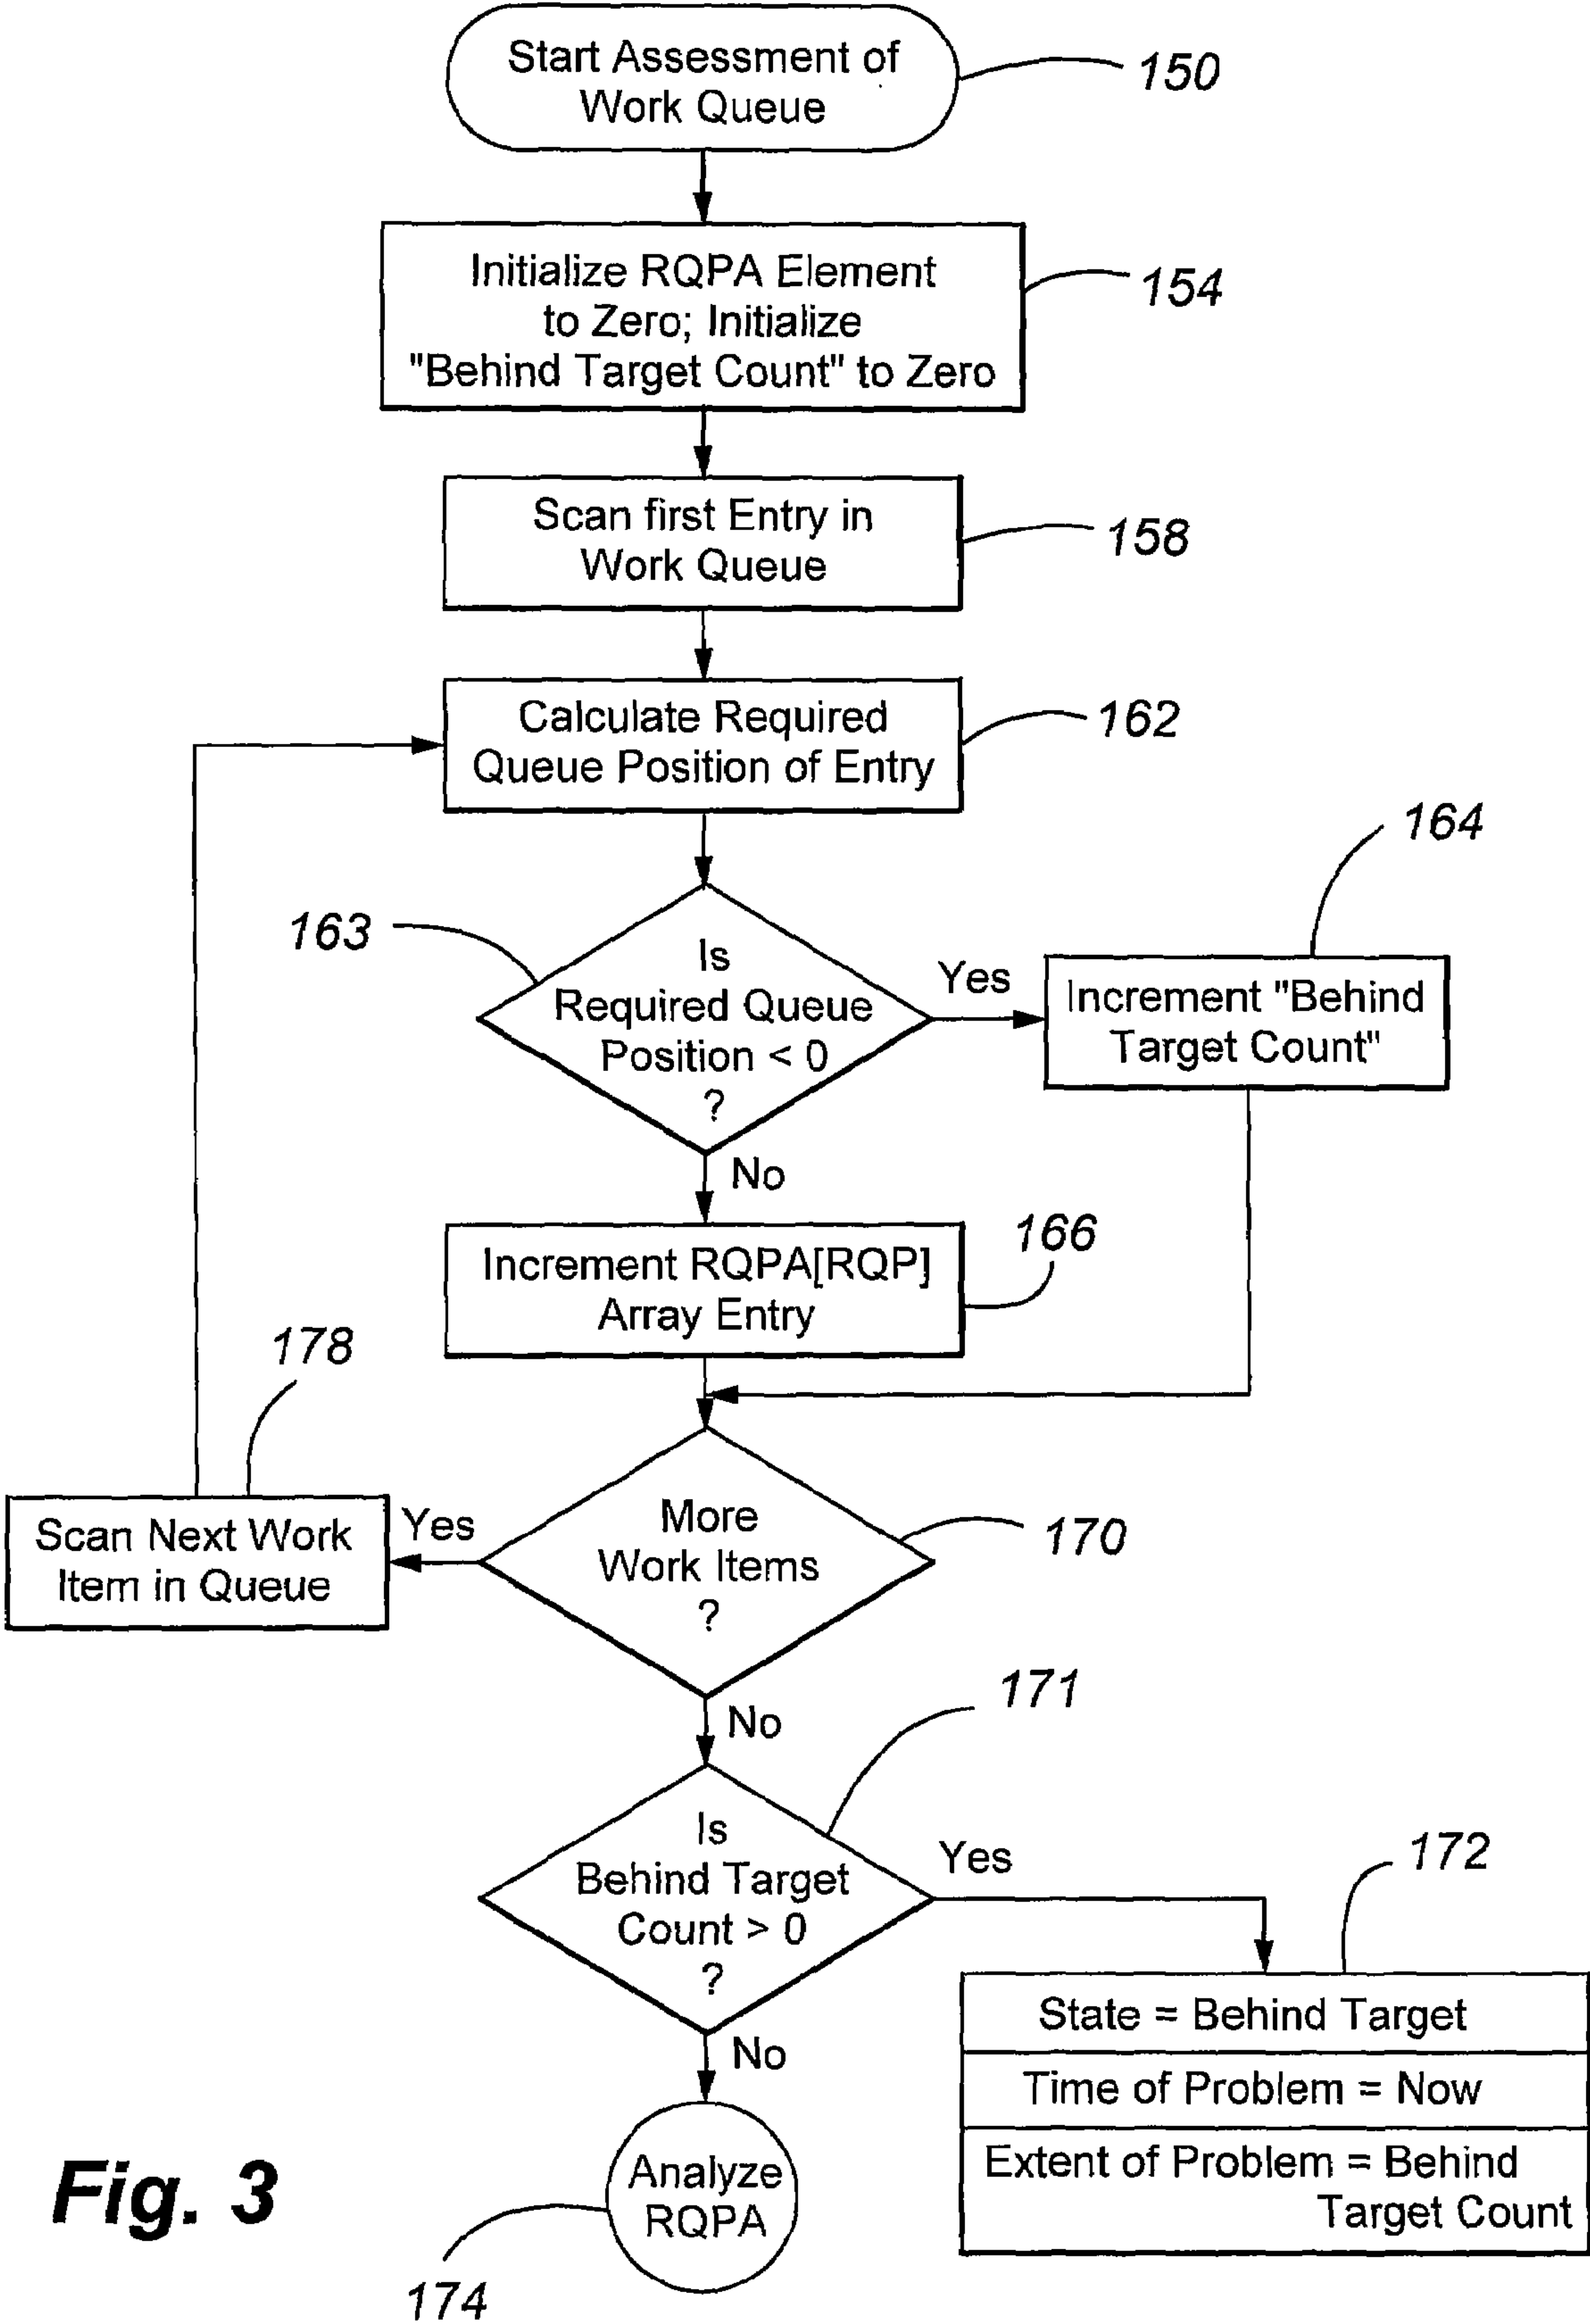 Start Assessment of
Work Queue
150
Initialize RQPA Element
to Zero; Initialize
"Behind Target Count" to Zero
154
Scan first Entry in
Work Queue
158
Calculate Required
Queue Position of Entry
162
163
Is
Required Queue
Position < 0
?
Yes
164
Increment "Behind
Target Count"
No
Increment RQPA[RQP]
Array Entry
166
178
Scan Next Work
Item in Queue
Yes
More
Work Items
?
170
No
171
Is
Behind Target
Count > 0
?
Yes
172
State = Behind Target
Time of Problem = Now
Extent of Problem = Behind
Target Count
No
Analyze
RQPA
174
Fig. 3